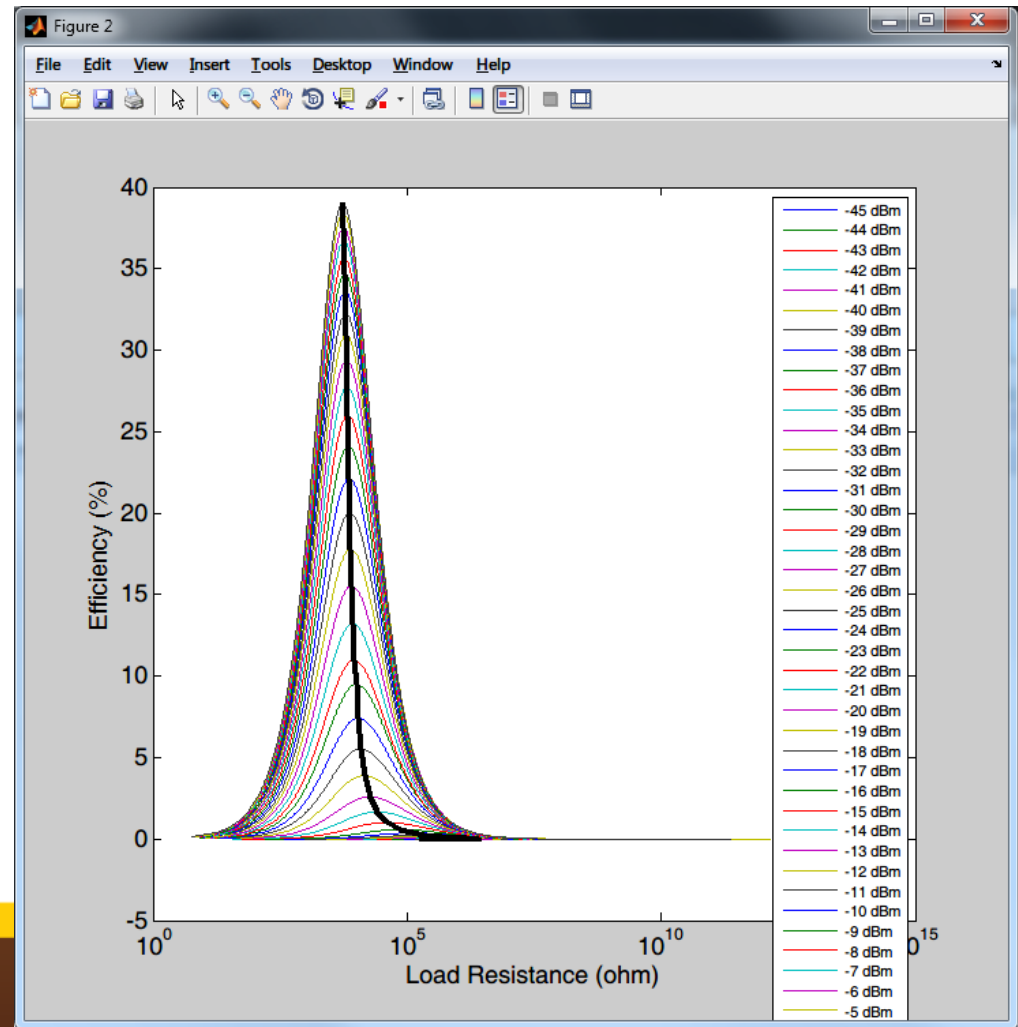 Figure 2
File Edit View Insert Tools Desktop Window Help
40
35
30
25
20
15
10
5
0
-5
Efficiency (%)
10^0 10^5 10^10 0^15
Load Resistance (ohm)
-45 dBm
-44 dBm
-43 dBm
-42 dBm
-41 dBm
-40 dBm
-39 dBm
-38 dBm
-37 dBm
-36 dBm
-35 dBm
-34 dBm
-33 dBm
-32 dBm
-31 dBm
-30 dBm
-29 dBm
-28 dBm
-27 dBm
-26 dBm
-25 dBm
-24 dBm
-23 dBm
-22 dBm
-21 dBm
-20 dBm
-19 dBm
-18 dBm
-17 dBm
-16 dBm
-15 dBm
-14 dBm
-13 dBm
-12 dBm
-11 dBm
-10 dBm
-9 dBm
-8 dBm
-7 dBm
-6 dBm
-5 dBm